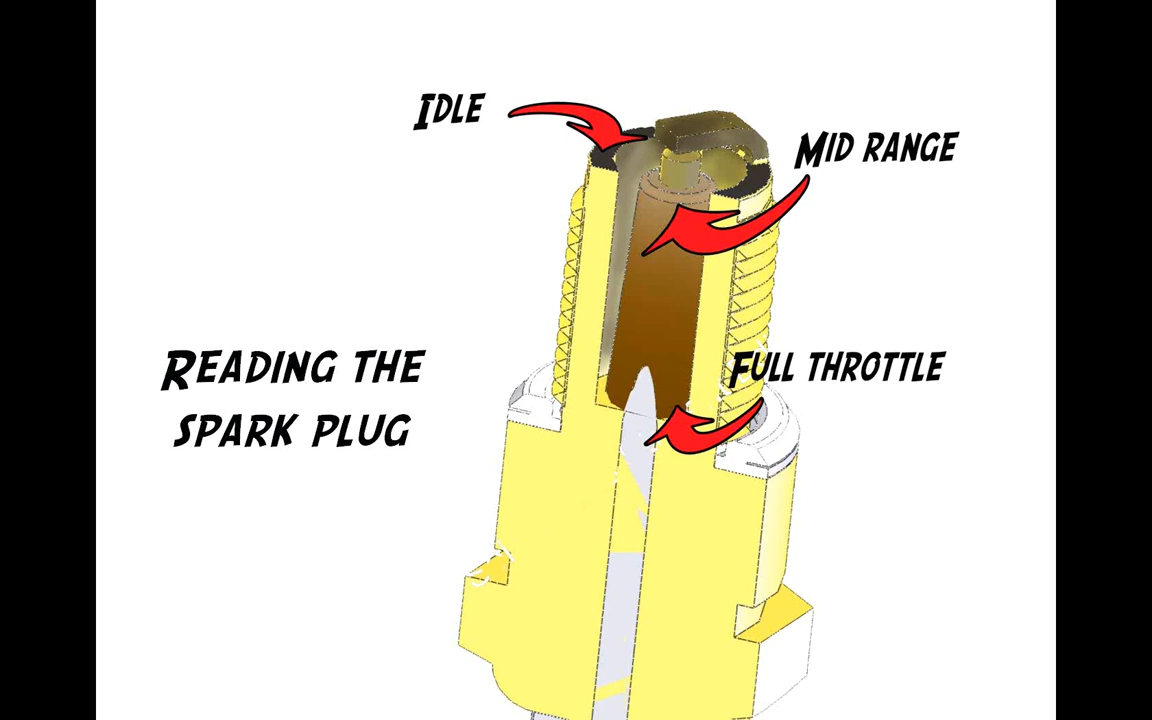 Idle
Mid range
Reading the
spark plug
Full throttle